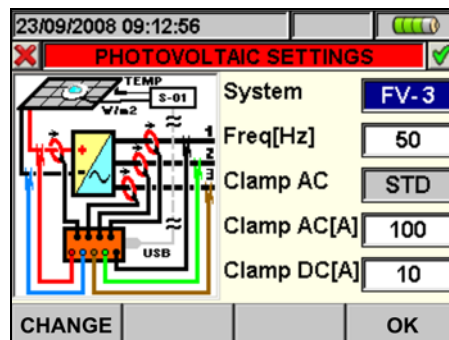 23/09/2008 09:12:56
PHOTOVOLTAIC SETTINGS
TEMP
S-01
W/m2
1
2
3
USB
System FV-3
Freq[Hz] 50
Clamp AC STD
Clamp AC[A] 100
Clamp DC[A] 10
CHANGE OK